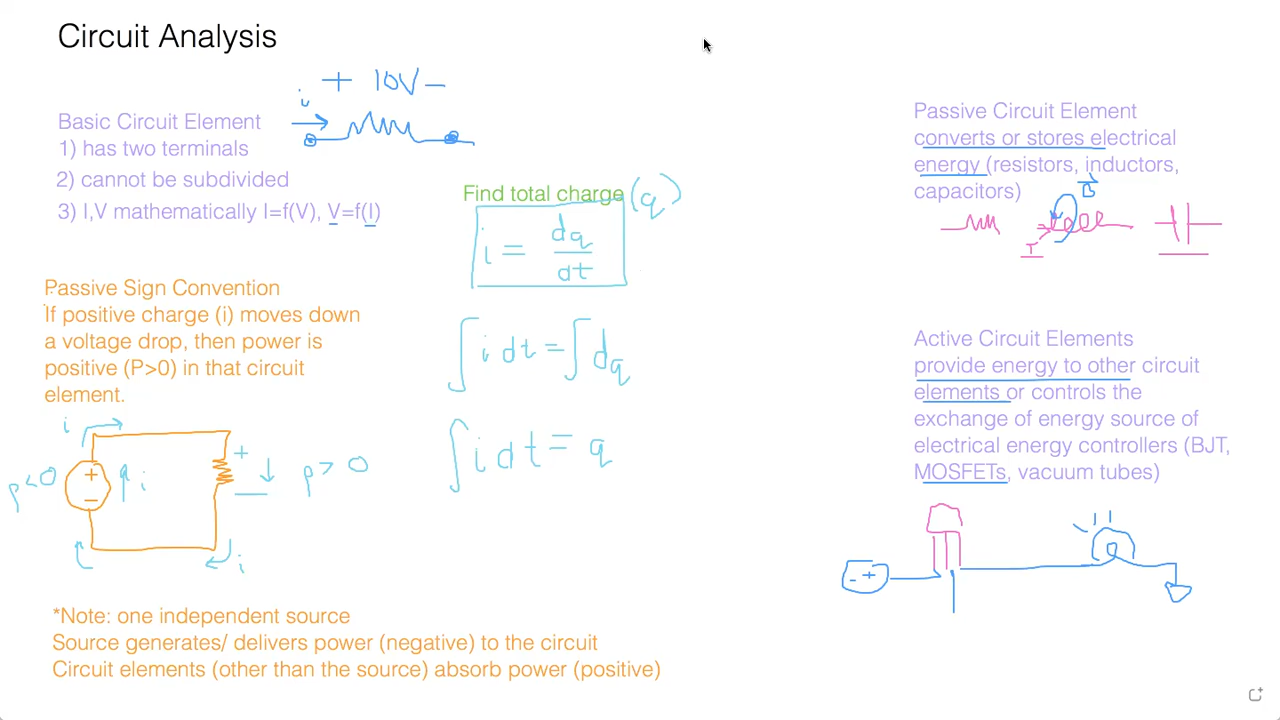 Circuit Analysis
+ 10V −
i
Basic Circuit Element
1) has two terminals
2) cannot be subdivided
3) I,V mathematically I=f(V), V=f(I)
Passive Sign Convention
If positive charge (i) moves down
a voltage drop, then power is
positive (P>0) in that circuit
element.
i
+
p<0
+
−
q i
p > 0
i
*Note: one independent source
Source generates/ delivers power (negative) to the circuit
Circuit elements (other than the source) absorb power (positive)
Find total charge (q)
i = dq
dt
∫ i dt = ∫ dq
∫ i dt = q
Passive Circuit Element
converts or stores electrical
energy (resistors, inductors,
capacitors)
B
I
Active Circuit Elements
provide energy to other circuit
elements or controls the
exchange of energy source of
electrical energy controllers (BJT,
MOSFETs, vacuum tubes)
- +